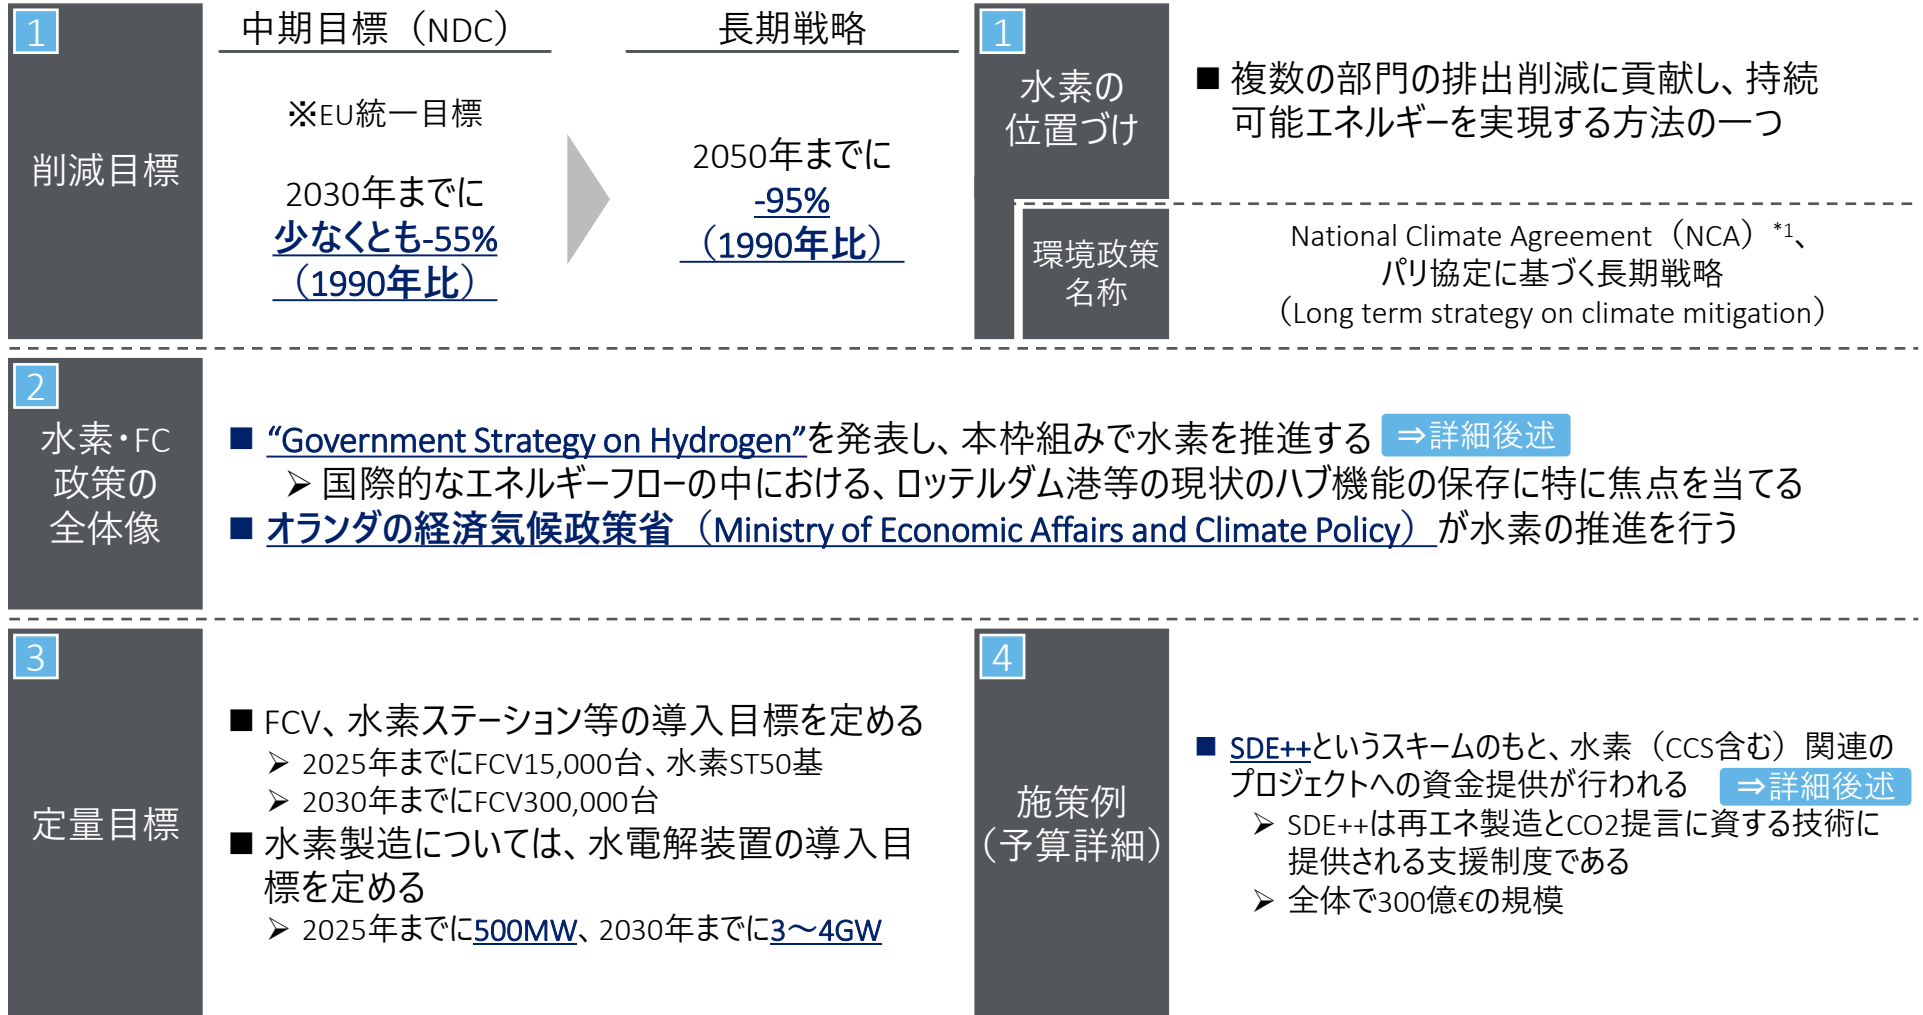 1
削減目標
中期目標（NDC）
※EU統一目標
2030年までに
少なくとも-55%
（1990年比）
長期戦略
2050年までに
-95%
（1990年比）
1
水素の
位置づけ
■ 複数の部門の排出削減に貢献し、持続
可能エネルギーを実現する方法の一つ
環境政策
名称
National Climate Agreement（NCA）*1、
パリ協定に基づく長期戦略
（Long term strategy on climate mitigation）
2
水素・FC
政策の
全体像
■ “Government Strategy on Hydrogen”を発表し、本枠組みで水素を推進する ⇒詳細後述
➢ 国際的なエネルギーフローの中における、ロッテルダム港等の現状のハブ機能の保存に特に焦点を当てる
■ オランダの経済気候政策省（Ministry of Economic Affairs and Climate Policy）が水素の推進を行う
3
定量目標
■ FCV、水素ステーション等の導入目標を定める
➢ 2025年までにFCV15,000台、水素ST50基
➢ 2030年までにFCV300,000台
■ 水素製造については、水電解装置の導入目
標を定める
➢ 2025年までに500MW、2030年までに3～4GW
4
施策例
（予算詳細）
■ SDE++というスキームのもと、水素（CCS含む）関連の
プロジェクトへの資金提供が行われる ⇒詳細後述
➢ SDE++は再エネ製造とCO2提言に資する技術に
提供される支援制度である
➢ 全体で300億€の規模